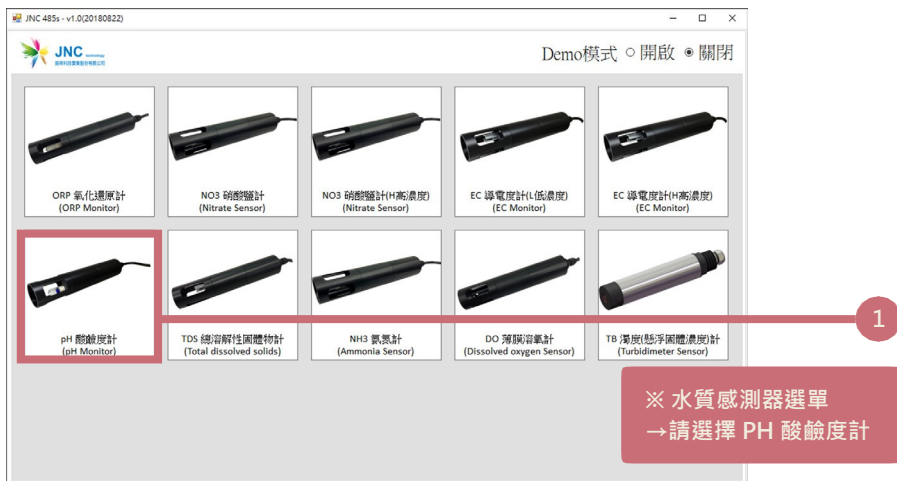 JNC 485s - v1.0(20180822)
JNC technology
Demo模式 開啟 關閉
ORP 氧化還原計
(ORP Monitor)
NO3 硝酸鹽計
(Nitrate Sensor)
NO3 硝酸鹽計(H高濃度)
(Nitrate Sensor)
EC 導電度計(L低濃度)
(EC Monitor)
EC 導電度計(H高濃度)
(EC Monitor)
pH 酸鹼度計
(pH Monitor)
TDS 總溶解性固體物計
(Total dissolved solids)
NH3 氨氮計
(Ammonia Sensor)
DO 薄膜溶氧計
(Dissolved oxygen Sensor)
TB 濁度(懸浮固體濃度)計
(Turbidimeter Sensor)
1
※ 水質感測器選單
→請選擇 PH 酸鹼度計